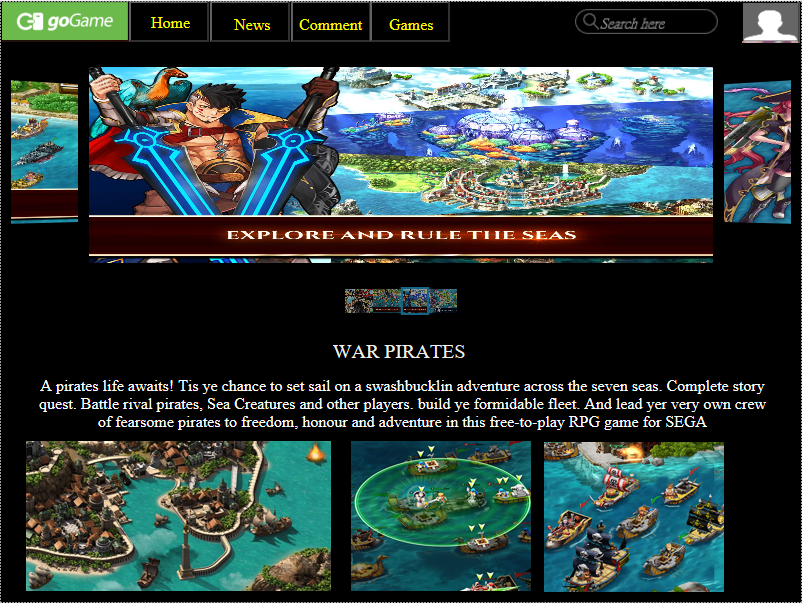 goGame
Home
News
Comment
Games
Search here
EXPLORE AND RULE THE SEAS
WAR PIRATES
A pirates life awaits! Tis ye chance to set sail on a swashbucklin adventure across the seven seas. Complete story
quest. Battle rival pirates, Sea Creatures and other players. build ye formidable fleet. And lead yer very own crew
of fearsome pirates to freedom, honour and adventure in this free-to-play RPG game for SEGA